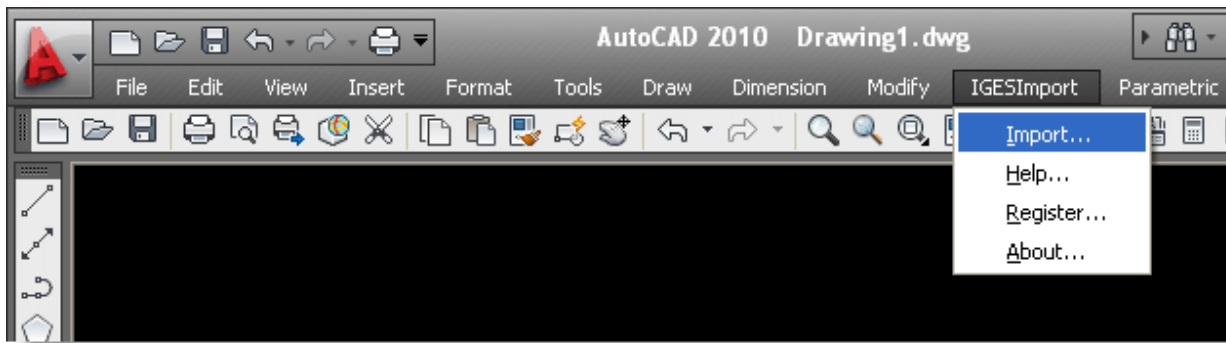 AutoCAD 2010 Drawing1.dwg
File Edit View Insert Format Tools Draw Dimension Modify IGESImport Parametric
Import...
Help...
Register...
About...